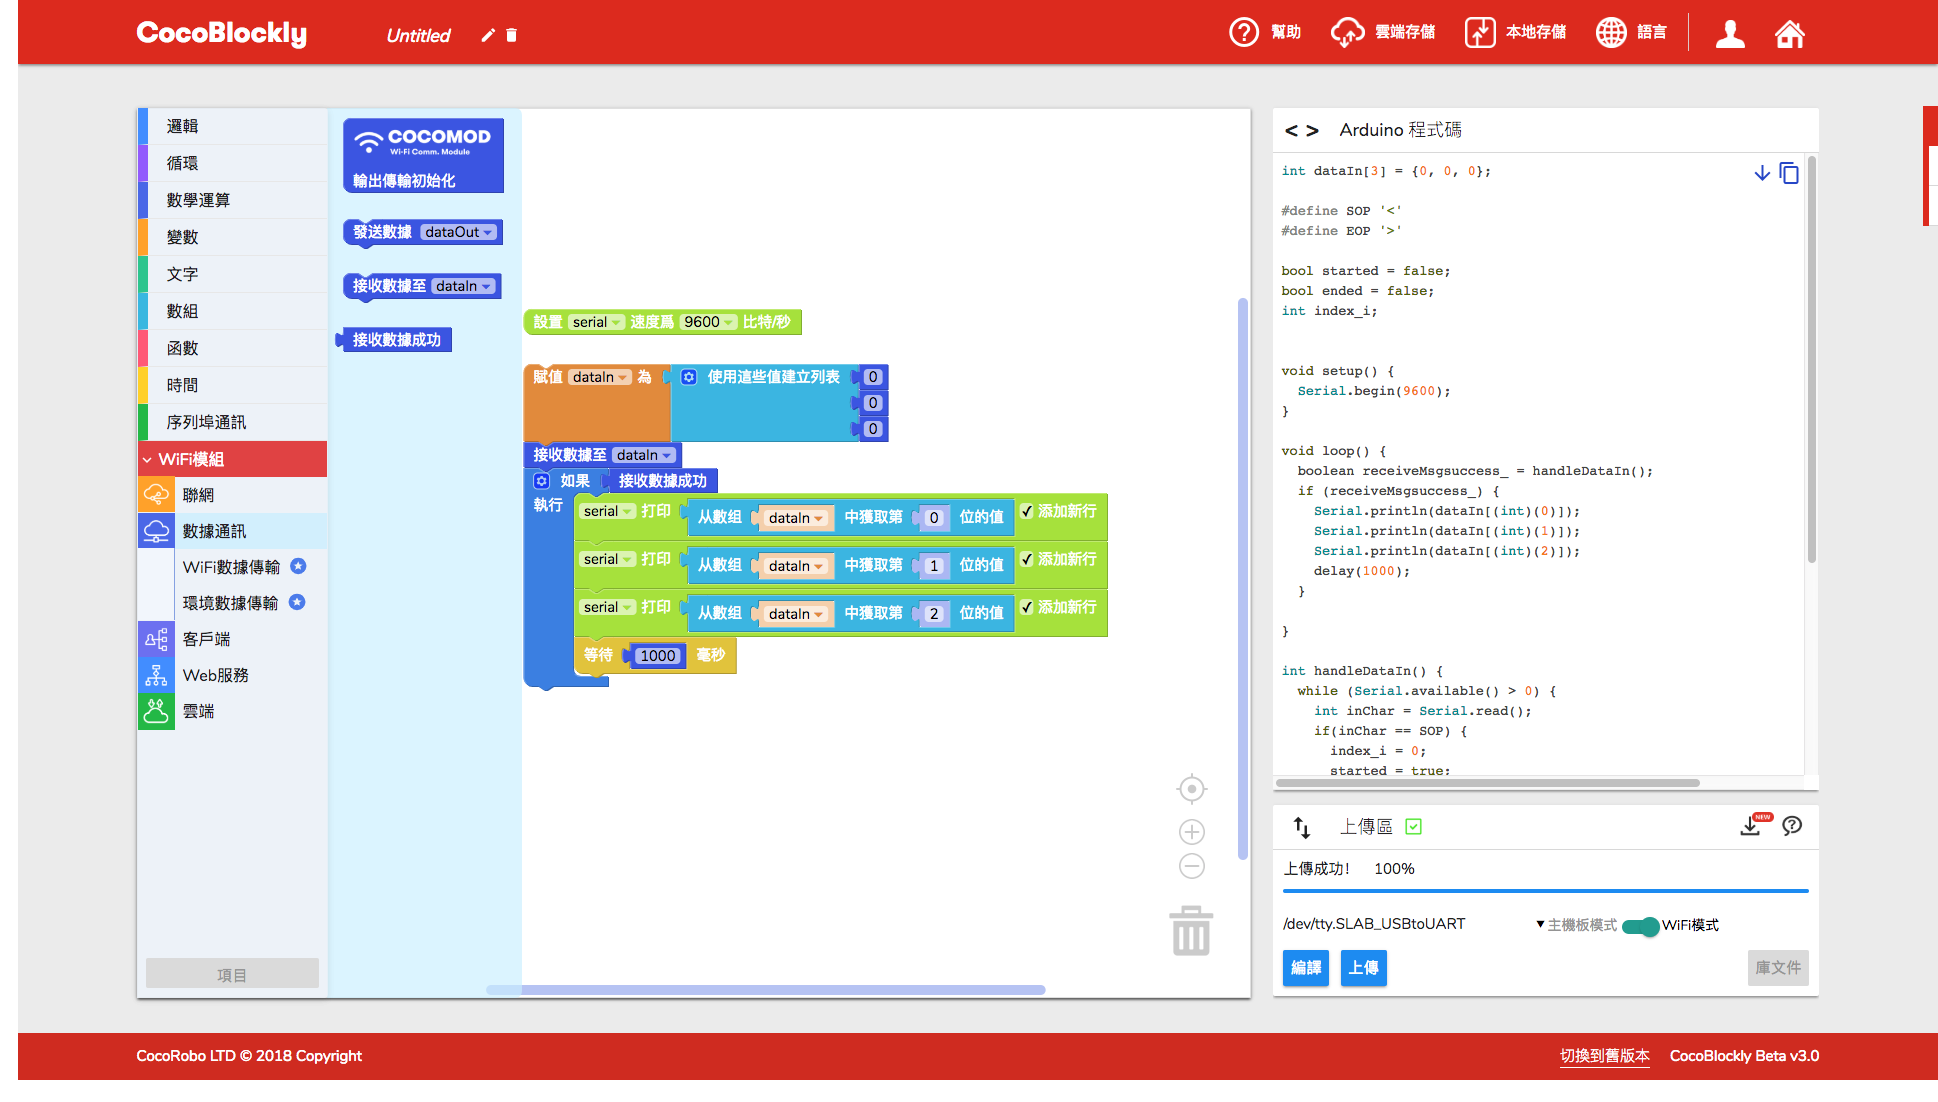 CocoBlockly
Untitled
幫助
雲端存儲
本地存儲
語言
邏輯
循環
數學運算
變數
文字
數組
函數
時間
序列埠通訊
WiFi模組
聯網
數據通訊
WiFi數據傳輸
環境數據傳輸
客戶端
Web服務
雲端
項目
COCOMOD
Wi-Fi Comm. Module
輸出傳輸初始化
發送數據 dataOut
接收數據至 dataIn
接收數據成功
設置 serial 速度爲 9600 比特/秒
賦值 dataIn 為 使用這些值建立列表 0
0
0
接收數據至 dataIn
如果 接收數據成功
執行
serial 打印 从数组 dataIn 中獲取第 0 位的值 ✓ 添加新行
serial 打印 从数组 dataIn 中獲取第 1 位的值 ✓ 添加新行
serial 打印 从数组 dataIn 中獲取第 2 位的值 ✓ 添加新行
等待 1000 毫秒
< > Arduino 程式碼
int dataIn[3] = {0, 0, 0};
#define SOP '<'
#define EOP '>'
bool started = false;
bool ended = false;
int index_i;
void setup() {
Serial.begin(9600);
}
void loop() {
boolean receiveMsgsuccess_ = handleDataIn();
if (receiveMsgsuccess_) {
Serial.println(dataIn[(int)(0)]);
Serial.println(dataIn[(int)(1)]);
Serial.println(dataIn[(int)(2)]);
delay(1000);
}
}
int handleDataIn() {
while (Serial.available() > 0) {
int inChar = Serial.read();
if(inChar == SOP) {
index_i = 0;
started = true;
上傳區
NEW
上傳成功! 100%
/dev/tty.SLAB_USBtoUART
主機板模式 WiFi模式
編譯
上傳
庫文件
CocoRobo LTD © 2018 Copyright
切換到舊版本
CocoBlockly Beta v3.0